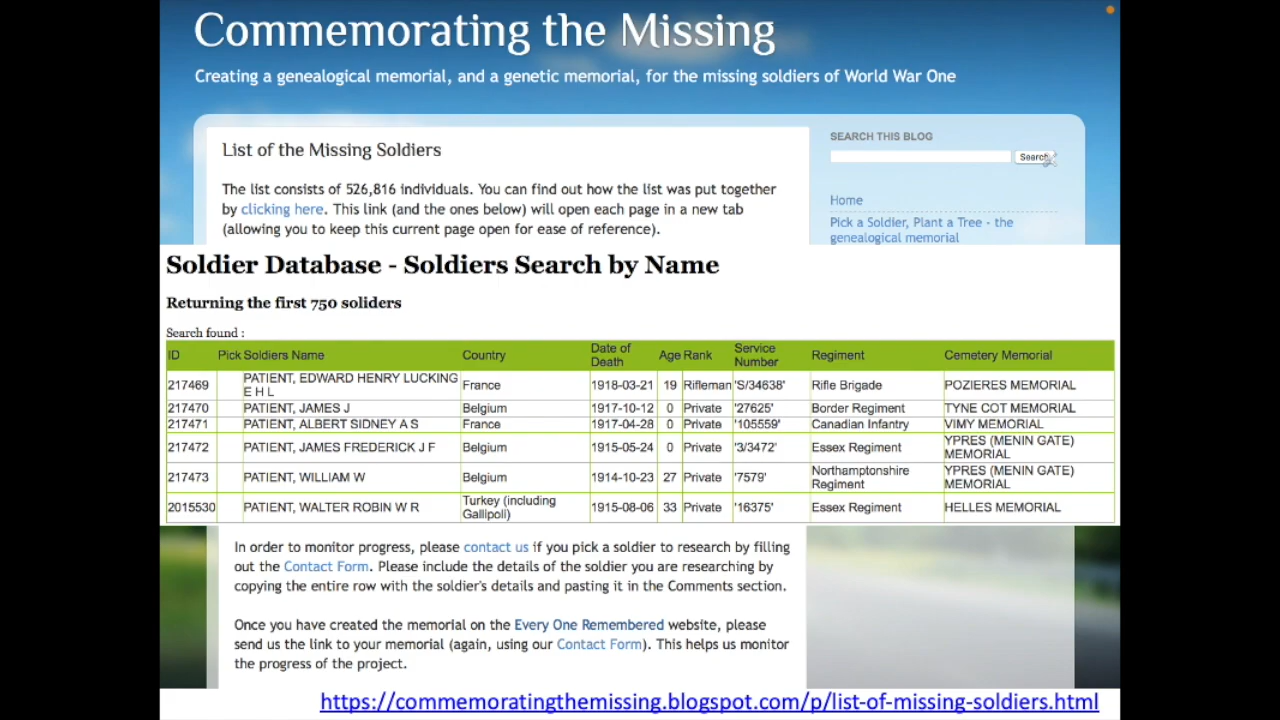 Commemorating the Missing
Creating a genealogical memorial, and a genetic memorial, for the missing soldiers of World War One
List of the Missing Soldiers
The list consists of 526,816 individuals. You can find out how the list was put together
by clicking here. This link (and the ones below) will open each page in a new tab
(allowing you to keep this current page open for ease of reference).
SEARCH THIS BLOG
Search
Home
Pick a Soldier, Plant a Tree - the
genealogical memorial
Soldier Database - Soldiers Search by Name
Returning the first 750 soliders
Search found :
ID Pick Soldiers Name Country Date of Death Age Rank Service Number Regiment Cemetery Memorial
217469 PATIENT, EDWARD HENRY LUCKING E H L France 1918-03-21 19 Rifleman 'S/34638' Rifle Brigade POZIERES MEMORIAL
217470 PATIENT, JAMES J Belgium 1917-10-12 0 Private '27625' Border Regiment TYNE COT MEMORIAL
217471 PATIENT, ALBERT SIDNEY A S France 1917-04-28 0 Private '105559' Canadian Infantry VIMY MEMORIAL
217472 PATIENT, JAMES FREDERICK J F Belgium 1915-05-24 0 Private '3/3472' Essex Regiment YPRES (MENIN GATE) MEMORIAL
217473 PATIENT, WILLIAM W Belgium 1914-10-23 27 Private '7579' Northamptonshire Regiment YPRES (MENIN GATE) MEMORIAL
2015530 PATIENT, WALTER ROBIN W R Turkey (including Gallipoli) 1915-08-06 33 Private '16375' Essex Regiment HELLES MEMORIAL
In order to monitor progress, please contact us if you pick a soldier to research by filling
out the Contact Form. Please include the details of the soldier you are researching by
copying the entire row with the soldier's details and pasting it in the Comments section.
Once you have created the memorial on the Every One Remembered website, please
send us the link to your memorial (again, using our Contact Form). This helps us monitor
the progress of the project.
https://commemoratingthemissing.blogspot.com/p/list-of-missing-soldiers.html